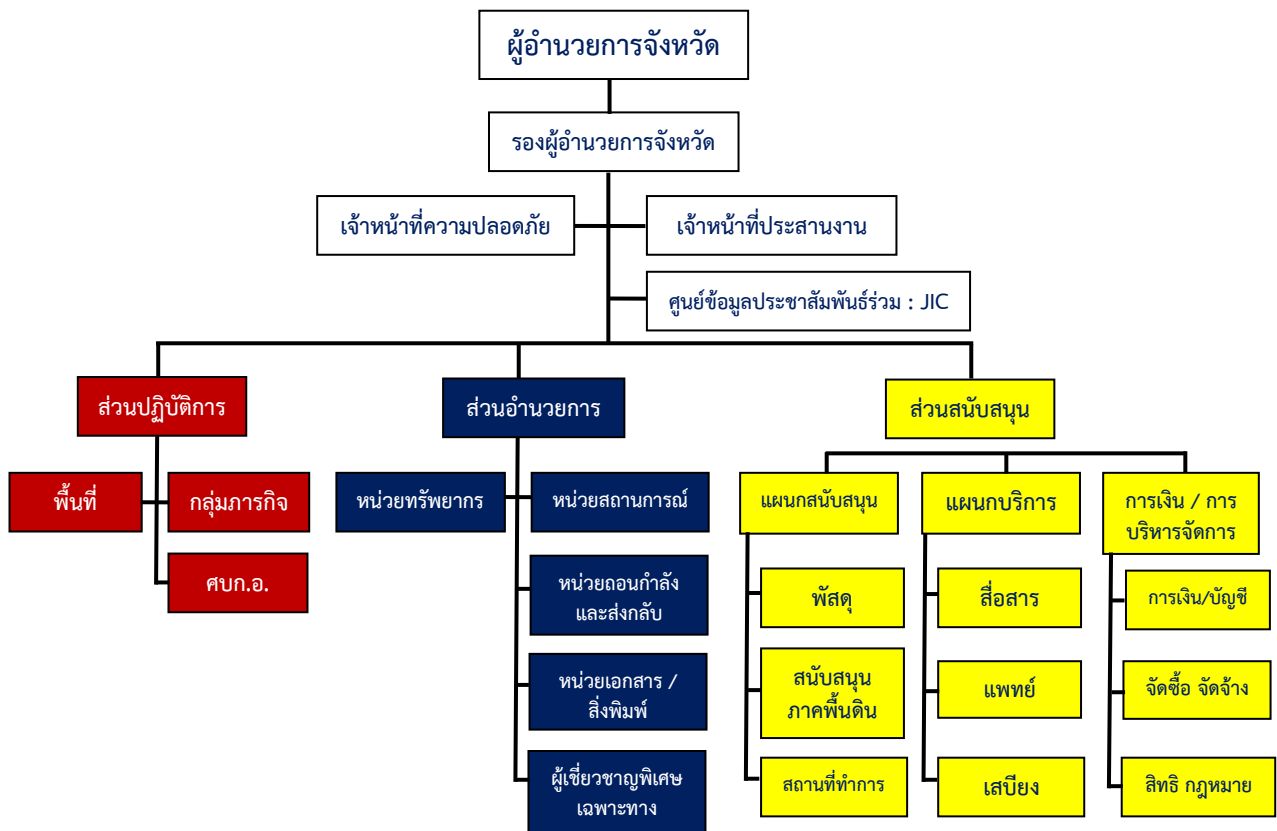 ผู้อำนวยการจังหวัด
รองผู้อำนวยการจังหวัด
เจ้าหน้าที่ความปลอดภัย
เจ้าหน้าที่ประสานงาน
ศูนย์ข้อมูลประชาสัมพันธ์ร่วม : JIC
ส่วนปฏิบัติการ
ส่วนอำนวยการ
ส่วนสนับสนุน
พื้นที่
กลุ่มภารกิจ
ศบก.อ.
หน่วยทรัพยากร
หน่วยสถานการณ์
หน่วยถอนกำลัง
และส่งกลับ
หน่วยเอกสาร /
สิ่งพิมพ์
ผู้เชี่ยวชาญพิเศษ
เฉพาะทาง
แผนกสนับสนุน
แผนกบริการ
การเงิน / การ
บริหารจัดการ
พัสดุ
สื่อสาร
การเงิน/บัญชี
สนับสนุน
ภาคพื้นดิน
แพทย์
จัดซื้อ จัดจ้าง
สถานที่ทำการ
เสบียง
สิทธิ กฎหมาย